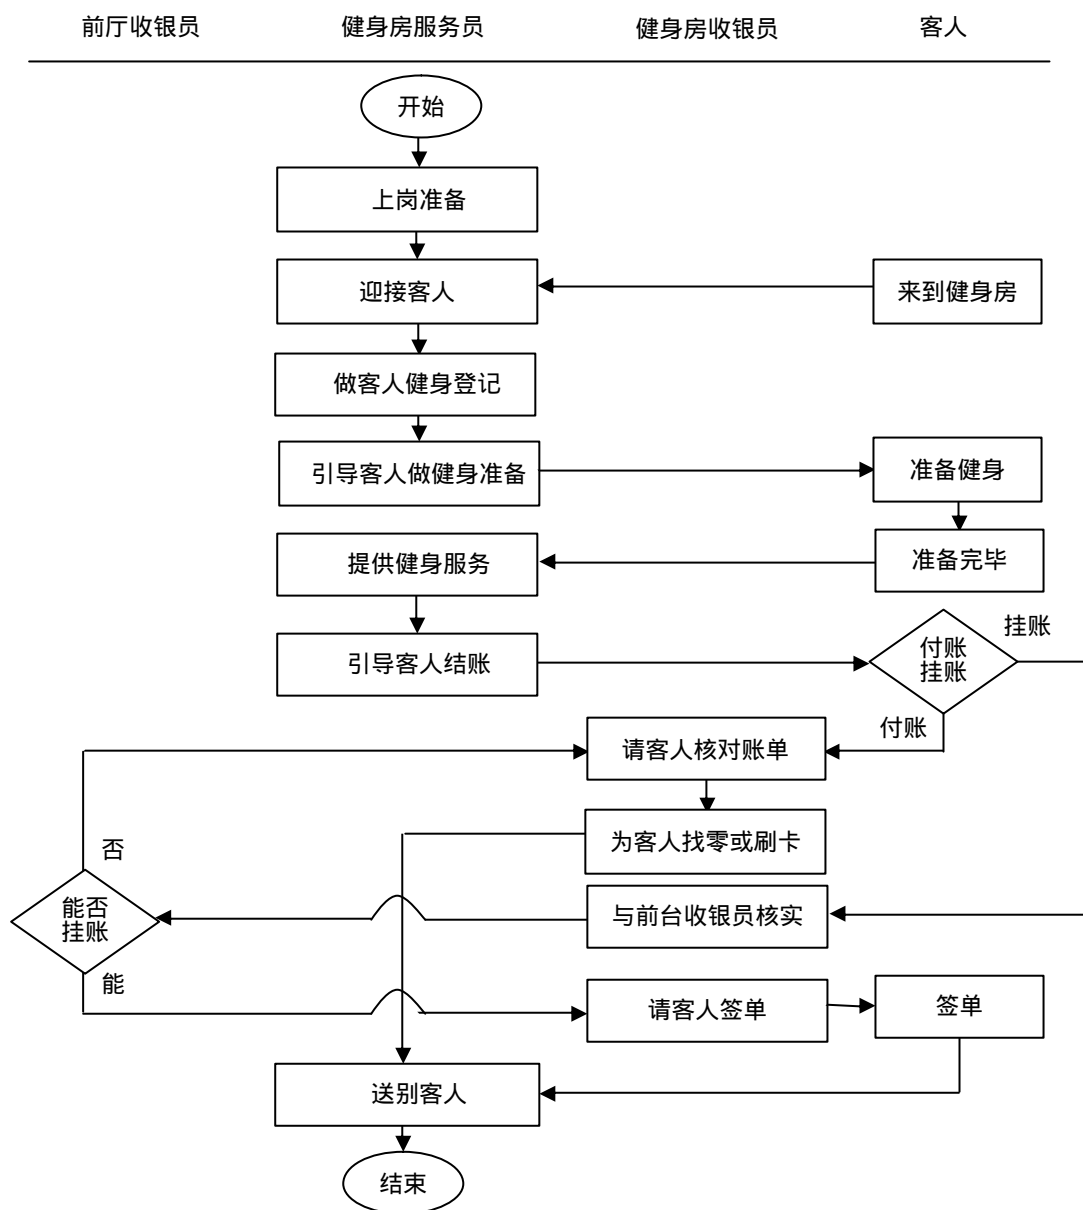 前厅收银员
健身房服务员
健身房收银员
客人
开始
上岗准备
迎接客人
来到健身房
做客人健身登记
引导客人做健身准备
准备健身
提供健身服务
准备完毕
引导客人结账
付账
挂账
挂账
付账
请客人核对账单
为客人找零或刷卡
否
能否
挂账
与前台收银员核实
能
请客人签单
签单
送别客人
结束